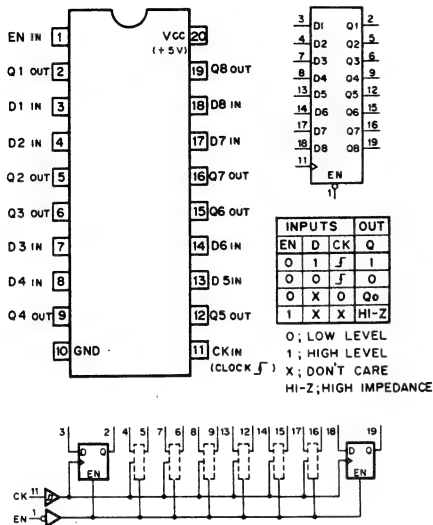 EN IN 1
Q1 OUT 2
D1 IN 3
D2 IN 4
Q2 OUT 5
Q3 OUT 6
D3 IN 7
D4 IN 8
Q4 OUT 9
10 GND
VCC 20
(+5V)
19 Q8 OUT
18 D8 IN
17 D7 IN
16 Q7 OUT
15 Q6 OUT
14 D6 IN
13 D5 IN
12 Q5 OUT
CK IN 11
(CLOCK ⎍)
3 D1 Q1 2
4 D2 Q2 5
7 D3 Q3 6
8 D4 Q4 9
13 D5 Q5 12
14 D6 Q6 15
17 D7 Q7 16
18 D8 Q8 19
11
EN
1
INPUTS OUT
EN D CK Q
0 1 ⎍ 1
0 0 ⎍ 0
0 X 0 Qo
1 X X HI-Z
0; LOW LEVEL
1; HIGH LEVEL
X; DON'T CARE
HI-Z; HIGH IMPEDANCE
3 2 4 5 7 6 8 9 13 12 14 15 17 16 18 19
D Q D Q
EN EN
CK 11
EN 1